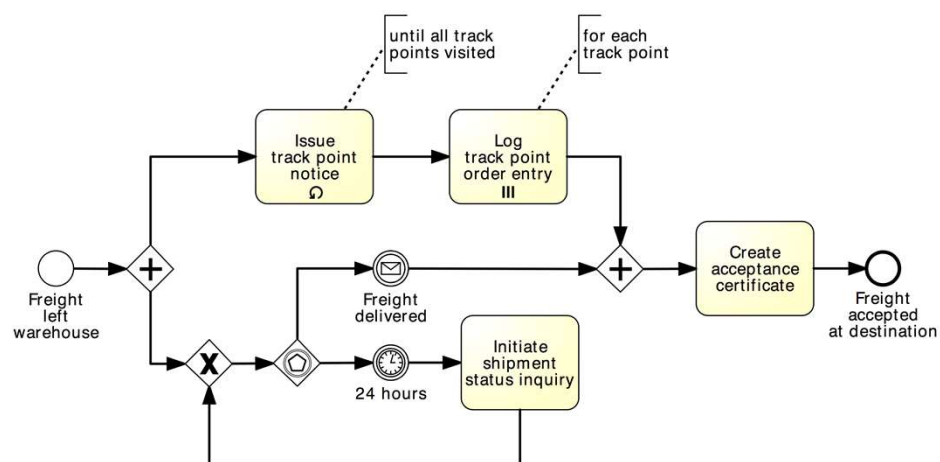 until all track
points visited
for each
track point
Issue
track point
notice
Log
track point
order entry
Create
acceptance
certificate
Freight
left
warehouse
Freight
delivered
Freight
accepted
at destination
Initiate
shipment
status inquiry
24 hours